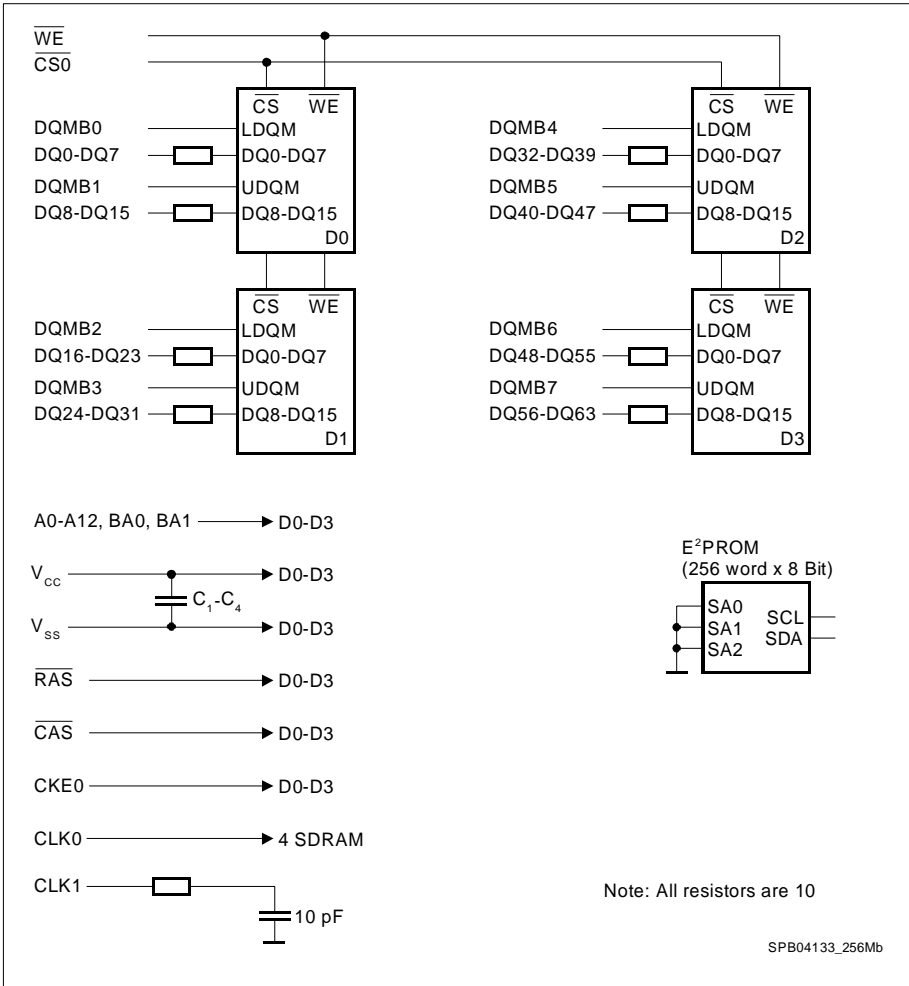 WE
CS0
CS WE
DQMB0
LDQM
DQ0-DQ7
DQ0-DQ7
DQMB1
UDQM
DQ8-DQ15
DQ8-DQ15
D0
CS WE
DQMB4
LDQM
DQ32-DQ39
DQ0-DQ7
DQMB5
UDQM
DQ40-DQ47
DQ8-DQ15
D2
CS WE
DQMB2
LDQM
DQ16-DQ23
DQ0-DQ7
DQMB3
UDQM
DQ24-DQ31
DQ8-DQ15
D1
CS WE
DQMB6
LDQM
DQ48-DQ55
DQ0-DQ7
DQMB7
UDQM
DQ56-DQ63
DQ8-DQ15
D3
A0-A12, BA0, BA1 D0-D3
VCC D0-D3
C1-C4
VSS D0-D3
RAS D0-D3
CAS D0-D3
CKE0 D0-D3
CLK0 4 SDRAM
CLK1
10 pF
E²PROM
(256 word x 8 Bit)
SA0
SA1
SA2
SCL
SDA
Note: All resistors are 10
SPB04133_256Mb